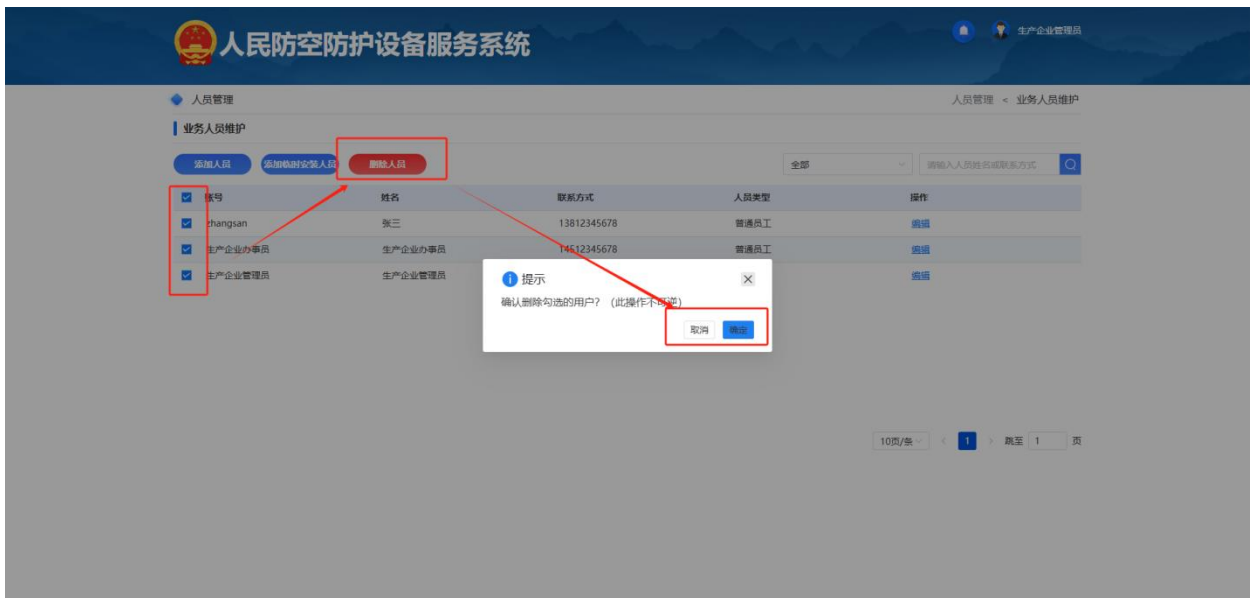 人民防空防护设备服务系统
生产企业管理员
人员管理
人员管理 < 业务人员维护
业务人员维护
添加人员 添加临时安装人员 删除人员 全部 请输入人员姓名或联系方式
账号 姓名 联系方式 人员类型 操作
zhangsan 张三 13812345678 普通员工 编辑
生产企业办事员 生产企业办事员 14512345678 普通员工 编辑
生产企业管理员 生产企业管理员 编辑
提示
确认删除勾选的用户？（此操作不可逆）
取消 确定
10页/条 < 1 > 跳至 1 页